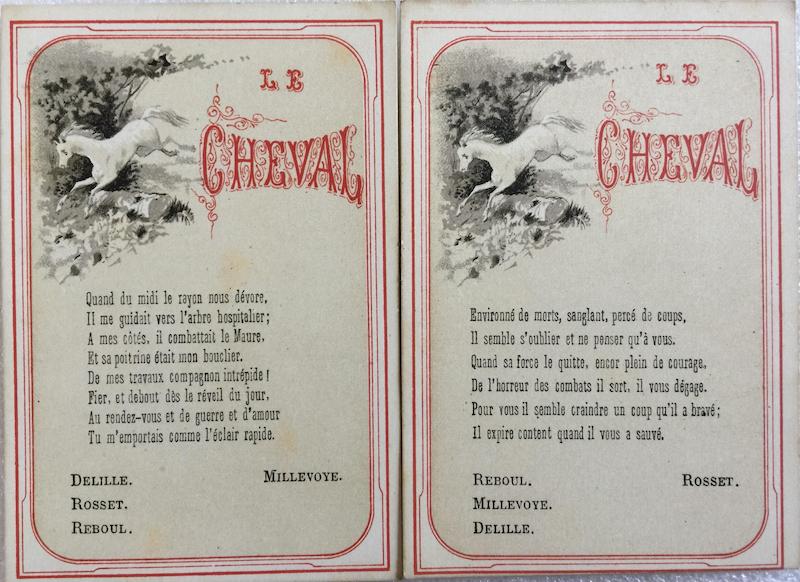 LE
CHEVAL
Quand du midi le rayon nous dévore,
Il me guidait vers l'arbre hospitalier;
A mes côtés, il combattait le Maure,
Et sa poitrine était mon bouclier.
De mes travaux compagnon intrépide!
Fier, et debout dès le réveil du jour,
Au rendez-vous et de guerre et d'amour
Tu m'emportais comme l'éclair rapide.
DELILLE. MILLEVOYE.
ROSSET.
REBOUL.
LE
CHEVAL
Environné de morts, sanglant, percé de coups,
Il semble s'oublier et ne penser qu'à vous.
Quand sa force le quitte, encor plein de courage,
De l'horreur des combats il sort, il vous dégage.
Pour vous il semble craindre un coup qu'il a bravé;
Il expire content quand il vous a sauvé.
REBOUL. ROSSET.
MILLEVOYE.
DELILLE.